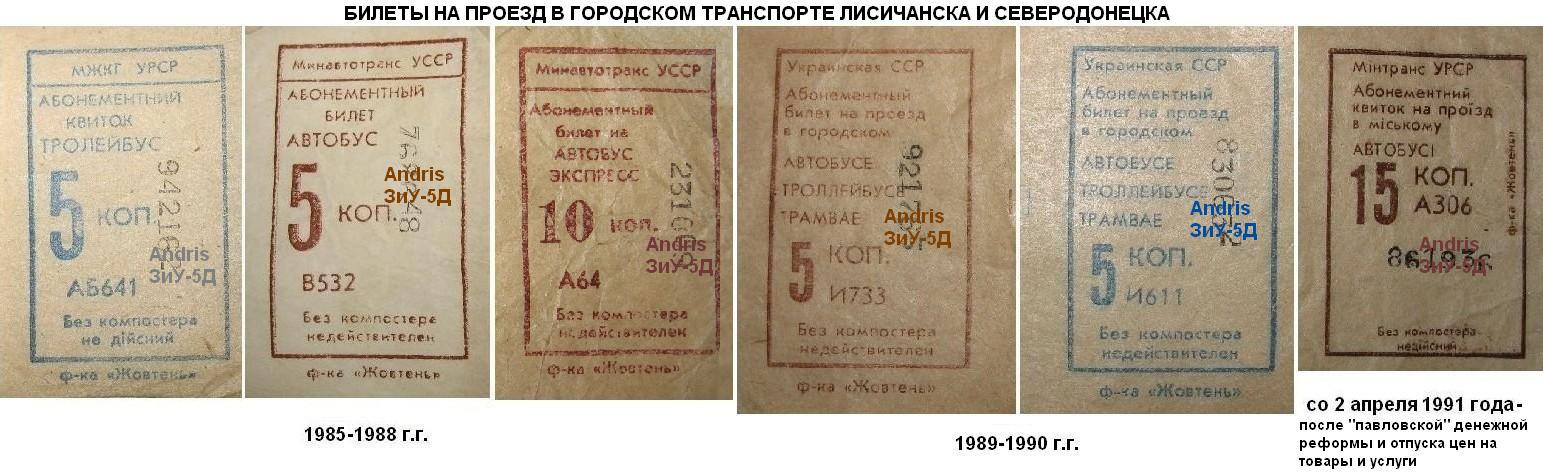 БИЛЕТЫ НА ПРОЕЗД В ГОРОДСКОМ ТРАНСПОРТЕ ЛИСИЧАНСКА И СЕВЕРОДОНЕЦКА
МЖКГ УРСР
АБОНЕМЕНТНИЙ
КВИТОК
ТРОЛЕЙБУС
5 КОП.
94216
АБ641
Без компостера
не дійсний
ф-ка «Жовтень»
Andris
ЗиУ-5Д
Минавтотранс УССР
АБОНЕМЕНТНЫЙ
БИЛЕТ
АВТОБУС
5 КОП.
В532
Без компостера
недействителен
ф-ка «Жовтень»
Andris
ЗиУ-5Д
Минавтотранс УССР
Абонементный
билет на
АВТОБУС
ЭКСПРЕСС
10 коп.
А64
Без компостера
недействителен
ф-ка «Жовтень»
Andris
ЗиУ-5Д
Украинская ССР
Абонементный
билет на проезд
в городском
АВТОБУСЕ
ТРОЛЛЕЙБУСЕ
ТРАМВАЕ
5 КОП.
И733
Без компостера
недействителен
ф-ка «Жовтень»
Andris
ЗиУ-5Д
Украинская ССР
Абонементный
билет на проезд
в городском
АВТОБУСЕ
ТРОЛЛЕЙБУСЕ
ТРАМВАЕ
5 КОП.
И611
Без компостера
недействителен
ф-ка «Жовтень»
Andris
ЗиУ-5Д
Мінтранс УРСР
Абонементний
квиток на проїзд
в міському
АВТОБУСІ
15 КОП.
А306
ф-ка «Жовтень»
Без компостера
недійсний
Andris
ЗиУ-5Д
1985-1988 г.г.
1989-1990 г.г.
со 2 апреля 1991 года-
после "павловской" денежной
реформы и отпуска цен на
товары и услуги